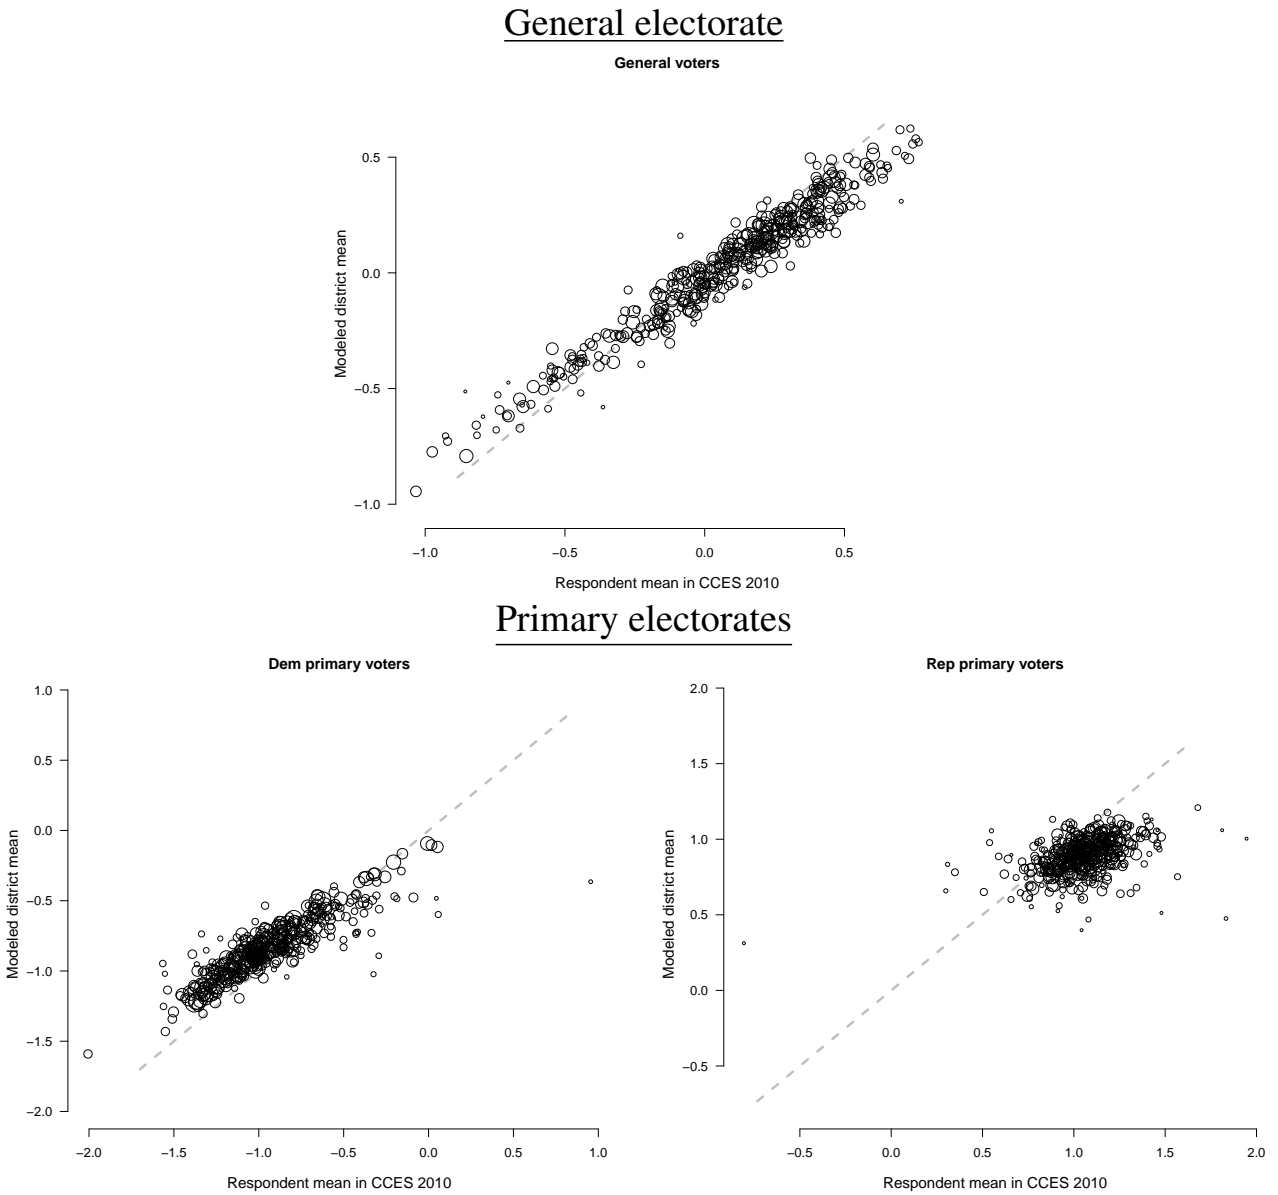 General electorate
General voters
Modeled district mean
0.5
0.0
−0.5
−1.0
−1.0 −0.5 0.0 0.5
Respondent mean in CCES 2010
Primary electorates
Dem primary voters
Modeled district mean
1.0
0.5
0.0
−0.5
−1.0
−1.5
−2.0
−2.0 −1.5 −1.0 −0.5 0.0 0.5 1.0
Respondent mean in CCES 2010
Rep primary voters
Modeled district mean
2.0
1.5
1.0
0.5
0.0
−0.5
−0.5 0.0 0.5 1.0 1.5 2.0
Respondent mean in CCES 2010